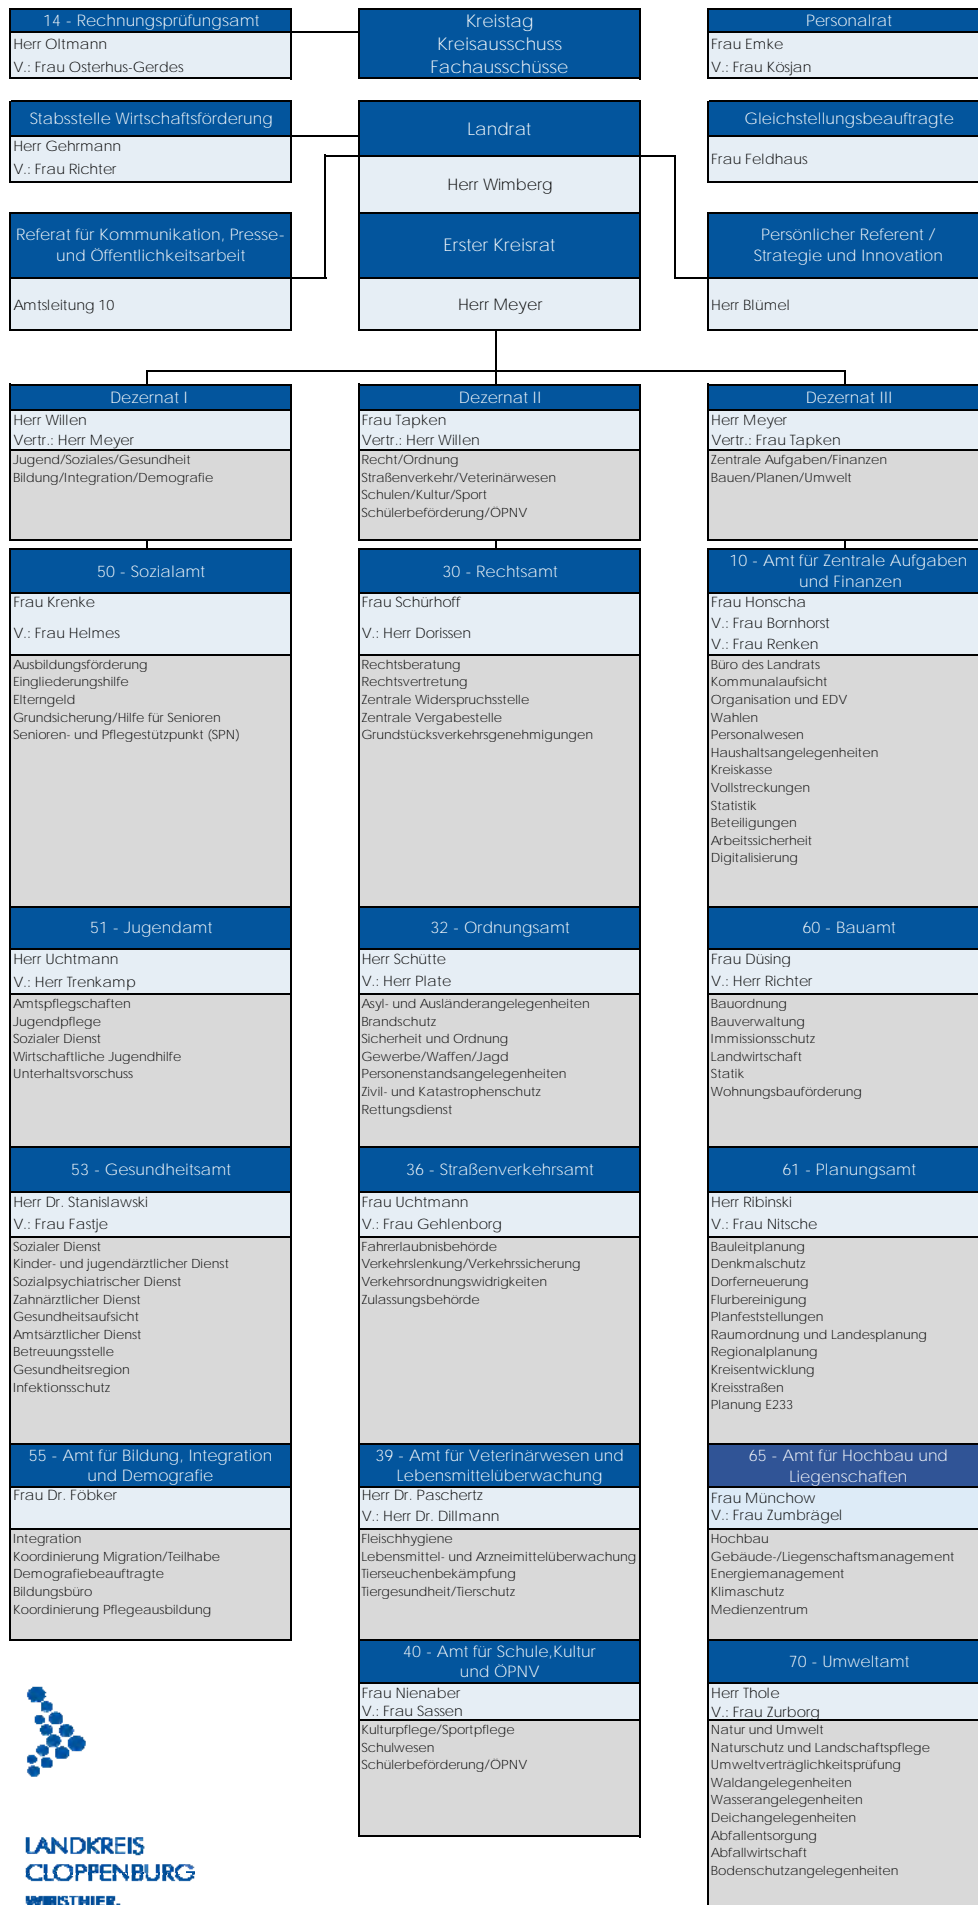 14 - Rechnungsprüfungsamt
Herr Oltmann
V.: Frau Osterhus-Gerdes
Kreistag
Kreisausschuss
Fachausschüsse
Personalrat
Frau Emke
V.: Frau Kösjan
Stabsstelle Wirtschaftsförderung
Herr Gehrmann
V.: Frau Richter
Landrat
Herr Wimberg
Gleichstellungsbeauftragte
Frau Feldhaus
Referat für Kommunikation, Presse-
und Öffentlichkeitsarbeit
Amtsleitung 10
Erster Kreisrat
Herr Meyer
Persönlicher Referent /
Strategie und Innovation
Herr Blümel
Dezernat I
Herr Willen
Vertr.: Herr Meyer
Jugend/Soziales/Gesundheit
Bildung/Integration/Demografie
Dezernat II
Frau Tapken
Vertr.: Herr Willen
Recht/Ordnung
Straßenverkehr/Veterinärwesen
Schulen/Kultur/Sport
Schülerbeförderung/ÖPNV
Dezernat III
Herr Meyer
Vertr.: Frau Tapken
Zentrale Aufgaben/Finanzen
Bauen/Planen/Umwelt
50 - Sozialamt
Frau Krenke
V.: Frau Helmes
Ausbildungsförderung
Eingliederungshilfe
Elterngeld
Grundsicherung/Hilfe für Senioren
Senioren- und Pflegestützpunkt (SPN)
30 - Rechtsamt
Frau Schürhoff
V.: Herr Dorissen
Rechtsberatung
Rechtsvertretung
Zentrale Widerspruchsstelle
Zentrale Vergabestelle
Grundstücksverkehrsgenehmigungen
10 - Amt für Zentrale Aufgaben
und Finanzen
Frau Honscha
V.: Frau Bornhorst
V.: Frau Renken
Büro des Landrats
Kommunalaufsicht
Organisation und EDV
Wahlen
Personalwesen
Haushaltsangelegenheiten
Kreiskasse
Vollstreckungen
Statistik
Beteiligungen
Arbeitssicherheit
Digitalisierung
51 - Jugendamt
Herr Uchtmann
V.: Herr Trenkamp
Amtspflegschaften
Jugendpflege
Sozialer Dienst
Wirtschaftliche Jugendhilfe
Unterhaltsvorschuss
32 - Ordnungsamt
Herr Schütte
V.: Herr Plate
Asyl- und Ausländerangelegenheiten
Brandschutz
Sicherheit und Ordnung
Gewerbe/Waffen/Jagd
Personenstandsangelegenheiten
Zivil- und Katastrophenschutz
Rettungsdienst
60 - Bauamt
Frau Düsing
V.: Herr Richter
Bauordnung
Bauverwaltung
Immissionsschutz
Landwirtschaft
Statik
Wohnungsbauförderung
53 - Gesundheitsamt
Herr Dr. Stanislawski
V.: Frau Fastje
Sozialer Dienst
Kinder- und jugendärztlicher Dienst
Sozialpsychiatrischer Dienst
Zahnärztlicher Dienst
Gesundheitsaufsicht
Amtsärztlicher Dienst
Betreuungsstelle
Gesundheitsregion
Infektionsschutz
36 - Straßenverkehrsamt
Frau Uchtmann
V.: Frau Gehlenborg
Fahrerlaubnisbehörde
Verkehrslenkung/Verkehrssicherung
Verkehrsordnungswidrigkeiten
Zulassungsbehörde
61 - Planungsamt
Herr Ribinski
V.: Frau Nitsche
Bauleitplanung
Denkmalschutz
Dorferneuerung
Flurbereinigung
Planfeststellungen
Raumordnung und Landesplanung
Regionalplanung
Kreisentwicklung
Kreisstraßen
Planung E233
55 - Amt für Bildung, Integration
und Demografie
Frau Dr. Föbker
Integration
Koordinierung Migration/Teilhabe
Demografiebeauftragte
Bildungsbüro
Koordinierung Pflegeausbildung
39 - Amt für Veterinärwesen und
Lebensmittelüberwachung
Herr Dr. Paschertz
V.: Herr Dr. Dillmann
Fleischhygiene
Lebensmittel- und Arzneimittelüberwachung
Tierseuchenbekämpfung
Tiergesundheit/Tierschutz
65 - Amt für Hochbau und
Liegenschaften
Frau Münchow
V.: Frau Zumbrägel
Hochbau
Gebäude-/Liegenschaftsmanagement
Energiemanagement
Klimaschutz
Medienzentrum
40 - Amt für Schule,Kultur
und ÖPNV
Frau Nienaber
V.: Frau Sassen
Kulturpflege/Sportpflege
Schulwesen
Schülerbeförderung/ÖPNV
70 - Umweltamt
Herr Thole
V.: Frau Zurborg
Natur und Umwelt
Naturschutz und Landschaftspflege
Umweltverträglichkeitsprüfung
Waldangelegenheiten
Wasserangelegenheiten
Deichangelegenheiten
Abfallentsorgung
Abfallwirtschaft
Bodenschutzangelegenheiten
LANDKREIS
CLOPPENBURG